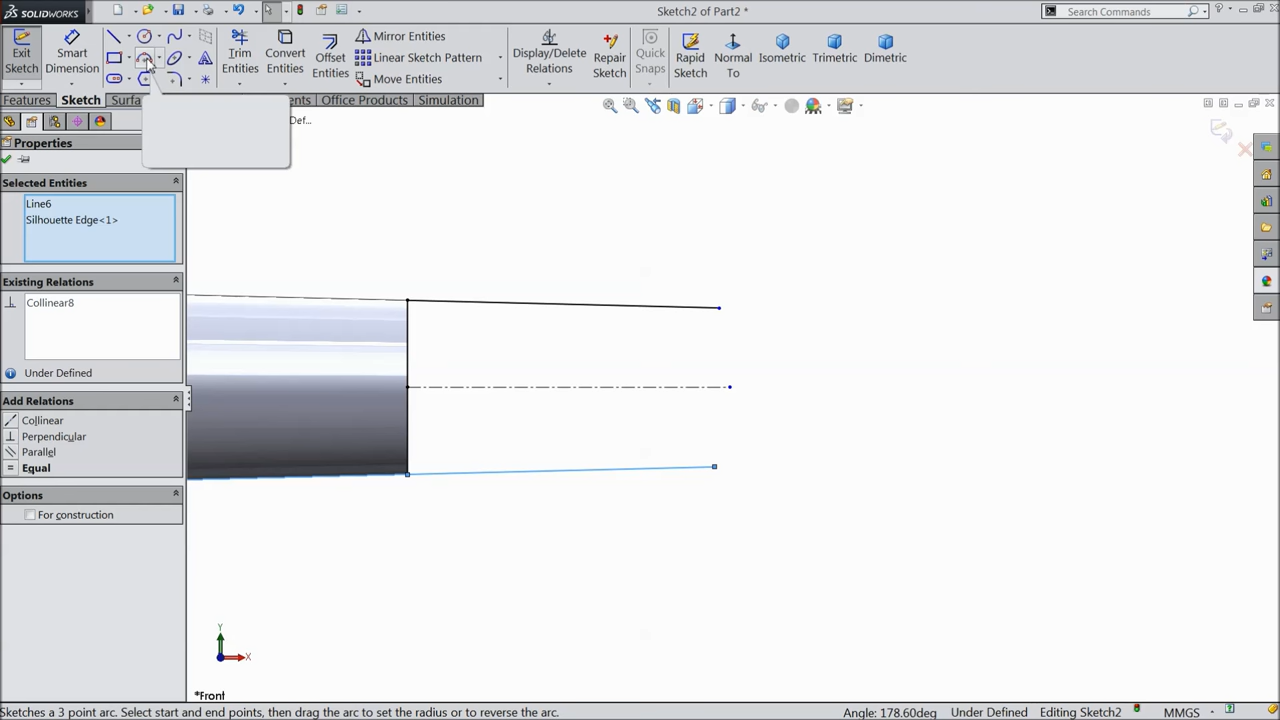 SOLIDWORKS
Sketch2 of Part2 *
Search Commands
Exit Sketch
Smart Dimension
Trim Entities
Convert Entities
Offset Entities
Mirror Entities
Linear Sketch Pattern
Move Entities
Display/Delete Relations
Quick Snaps
Repair Sketch
Rapid Sketch
Normal To
Isometric
Trimetric
Dimetric
Features
Sketch
Surfa
ents
Office Products
Simulation
Def...
Properties
Selected Entities
Line6
Silhouette Edge<1>
Existing Relations
Collinear8
Under Defined
Add Relations
Collinear
Perpendicular
Parallel
Equal
Options
For construction
Y
X
*Front
Sketches a 3 point arc. Select start and end points, then drag the arc to set the radius or to reverse the arc.
Angle: 178.60deg
Under Defined
Editing Sketch2
MMGS